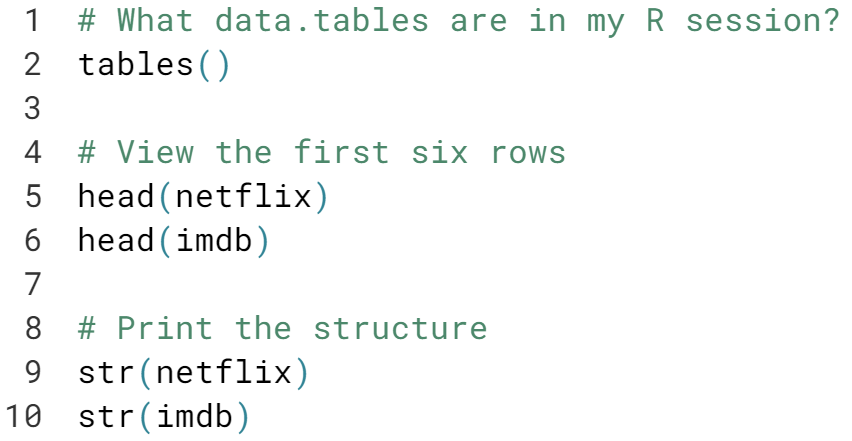 1 # What data.tables are in my R session?
2 tables()
3
4 # View the first six rows
5 head(netflix)
6 head(imdb)
7
8 # Print the structure
9 str(netflix)
10 str(imdb)